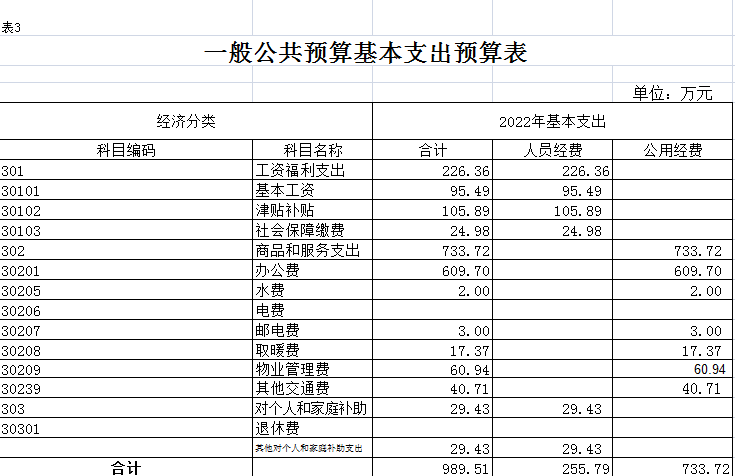 表3
一般公共预算基本支出预算表
单位：万元
经济分类 2022年基本支出
科目编码 科目名称 合计 人员经费 公用经费
301 工资福利支出 226.36 226.36
30101 基本工资 95.49 95.49
30102 津贴补贴 105.89 105.89
30103 社会保障缴费 24.98 24.98
302 商品和服务支出 733.72 733.72
30201 办公费 609.70 609.70
30205 水费 2.00 2.00
30206 电费
30207 邮电费 3.00 3.00
30208 取暖费 17.37 17.37
30209 物业管理费 60.94 60.94
30239 其他交通费 40.71 40.71
303 对个人和家庭补助 29.43 29.43
30301 退休费
其他对个人和家庭补助支出 29.43 29.43
合计 989.51 255.79 733.72